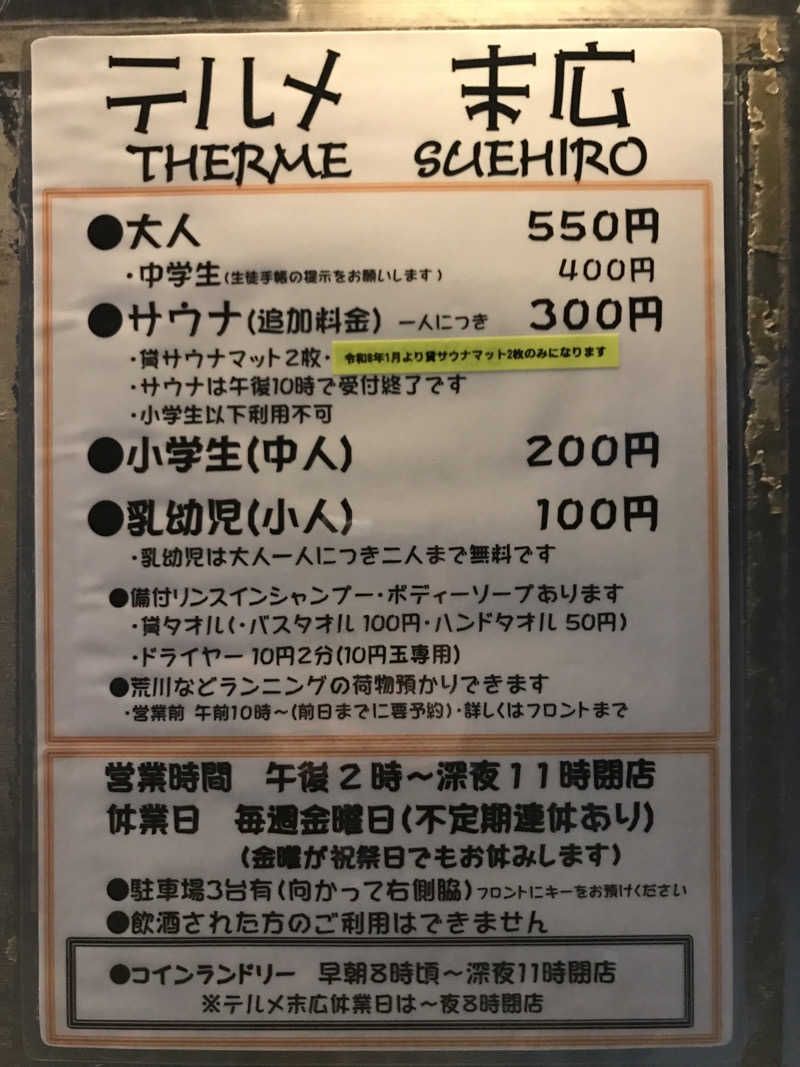 テルメ 末広
THERME SUEHIRO
●大人 550円
・中学生(生徒手帳の提示をお願いします) 400円
●サウナ(追加料金) 一人につき 300円
・貸サウナマット2枚・ 令和8年1月より貸サウナマット2枚のみになります
・サウナは午後10時で受付終了です
・小学生以下利用不可
●小学生(中人) 200円
●乳幼児(小人) 100円
・乳幼児は大人一人につき二人まで無料です
●備付リンスインシャンプー・ボディーソープあります
・貸タオル(・バスタオル 100円・ハンドタオル 50円)
・ドライヤー 10円2分(10円玉専用)
●荒川などランニングの荷物預かりできます
・営業前 午前10時～(前日までに要予約)・詳しくはフロントまで
営業時間 午後2時～深夜11時閉店
休業日 毎週金曜日(不定期連休あり)
(金曜が祝祭日でもお休みします)
●駐車場3台有(向かって右側脇)フロントにキーをお預けください
●飲酒された方のご利用はできません
●コインランドリー 早朝8時頃～深夜11時閉店
※テルメ末広休業日は～夜8時閉店